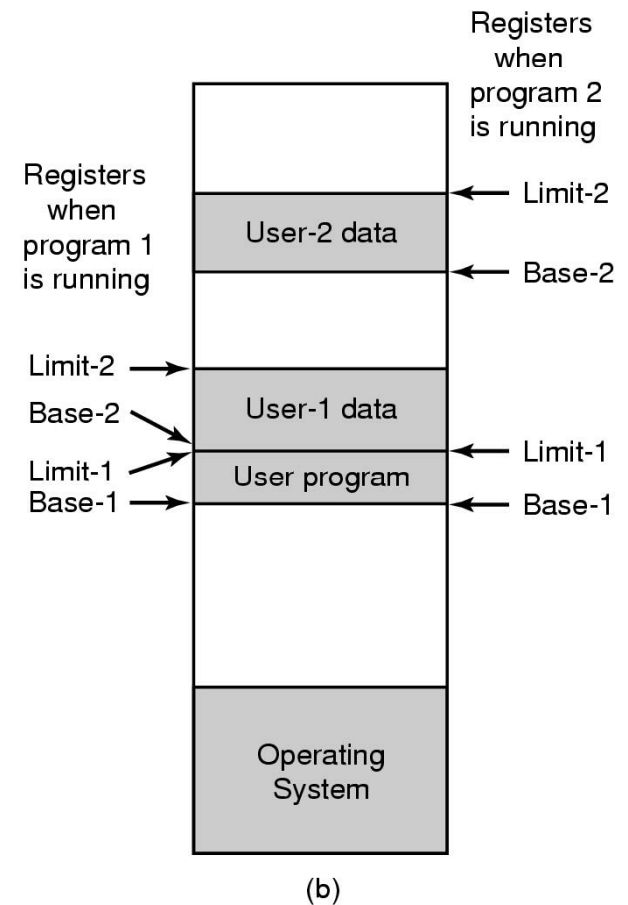 Registers
when
program 2
is running
Registers
when
program 1
is running
Limit-2
User-2 data
Base-2
Limit-2
Base-2
User-1 data
Limit-1
Limit-1
User program
Base-1
Base-1
Operating
System
(b)